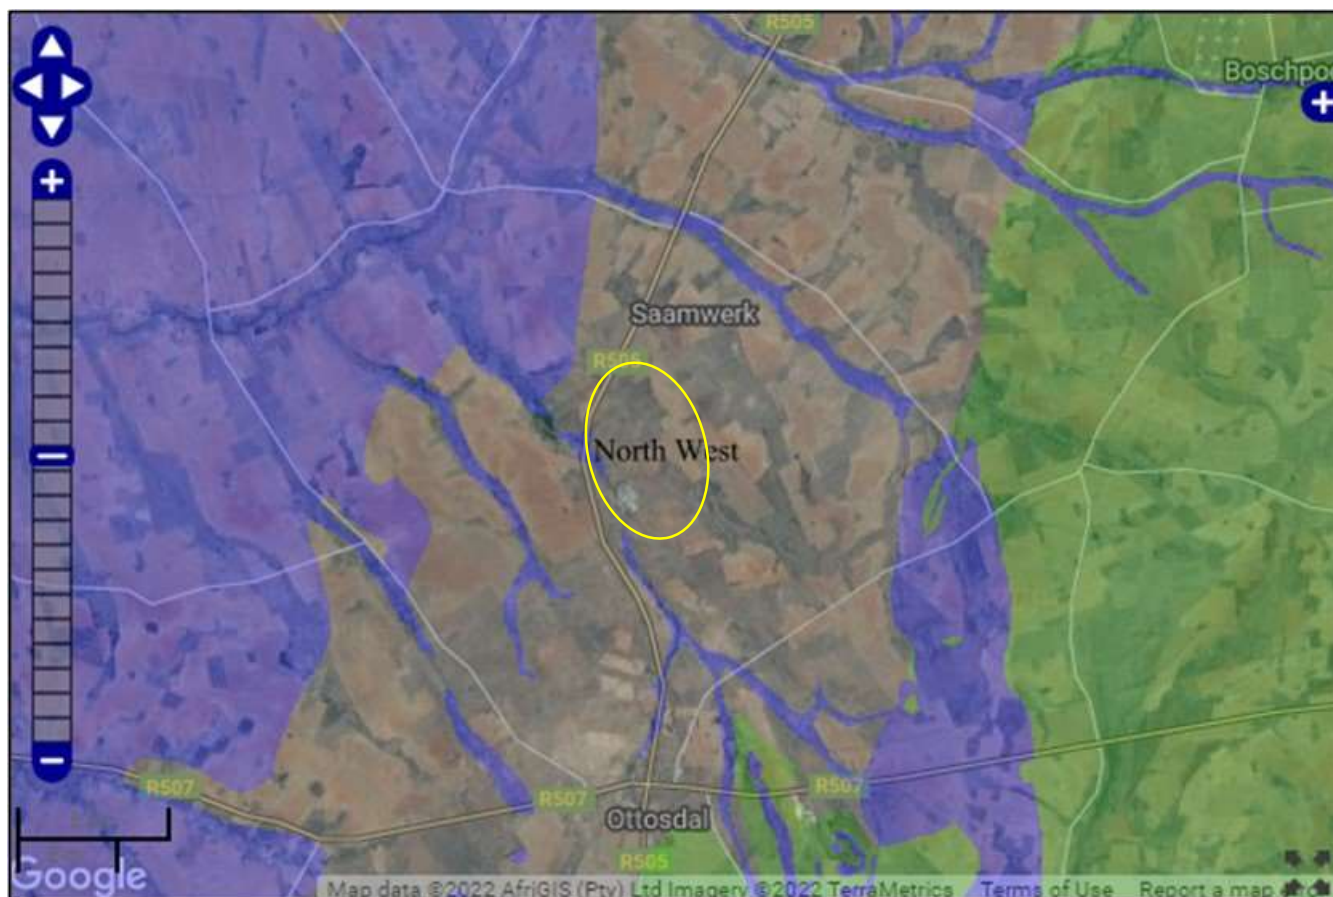 R505
Boschpoo
Saamwerk
R505
North West
R507
R507
R507
Ottosdal
R505
Google
Map data ©2022 AfriGIS (Pty) Ltd Imagery ©2022 TerraMetrics Terms of Use Report a map